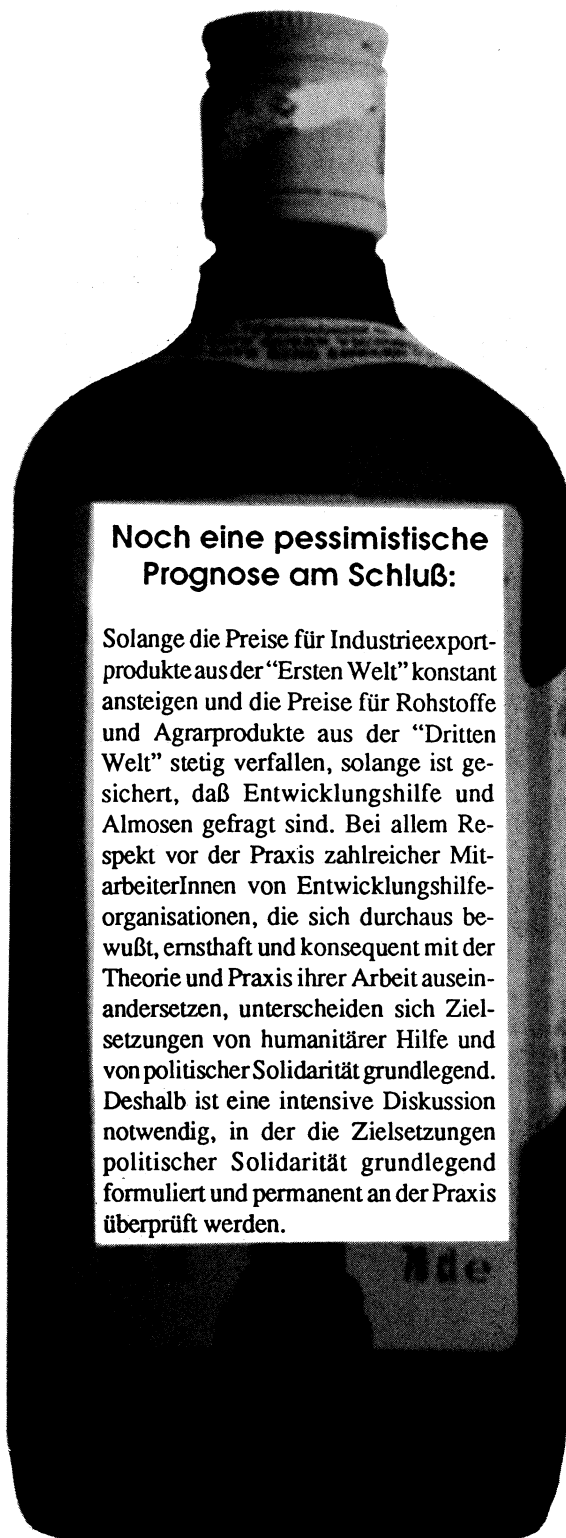 Noch eine pessimistische
Prognose am Schluß:
Solange die Preise für Industrieexport-
produkte aus der “Ersten Welt” konstant
ansteigen und die Preise für Rohstoffe
und Agrarprodukte aus der “Dritten
Welt” stetig verfallen, solange ist ge-
sichert, daß Entwicklungshilfe und
Almosen gefragt sind. Bei allem Re-
spekt vor der Praxis zahlreicher Mit-
arbeiterInnen von Entwicklungshilfe-
organisationen, die sich durchaus be-
wußt, ernsthaft und konsequent mit der
Theorie und Praxis ihrer Arbeit ausein-
andersetzen, unterscheiden sich Ziel-
setzungen von humanitärer Hilfe und
von politischer Solidarität grundlegend.
Deshalb ist eine intensive Diskussion
notwendig, in der die Zielsetzungen
politischer Solidarität grundlegend
formuliert und permanent an der Praxis
überprüft werden.